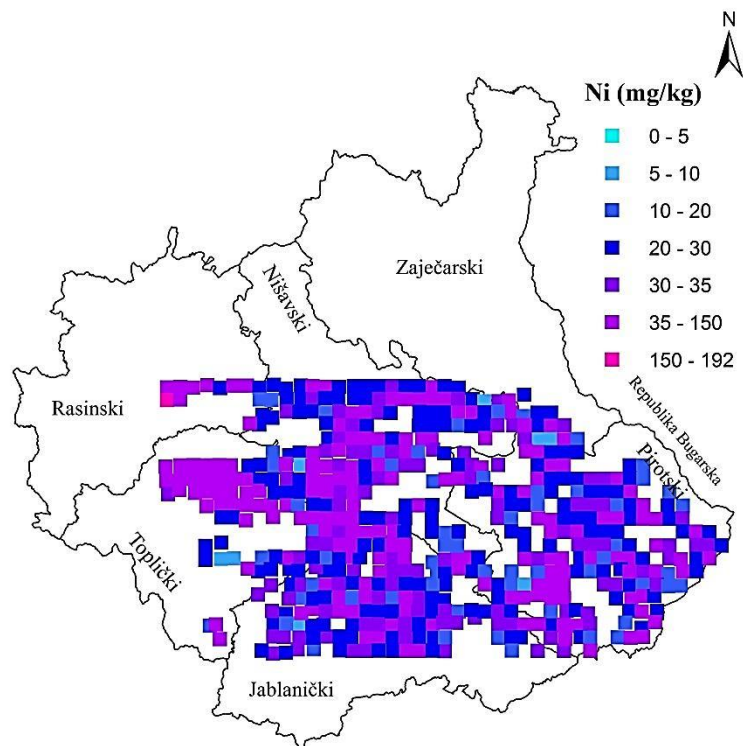 N
Ni (mg/kg)
0 - 5
5 - 10
10 - 20
20 - 30
30 - 35
35 - 150
150 - 192
Zaječarski
Nišavski
Rasinski
Republika Bugarska
Pirotski
Toplički
Jablanički